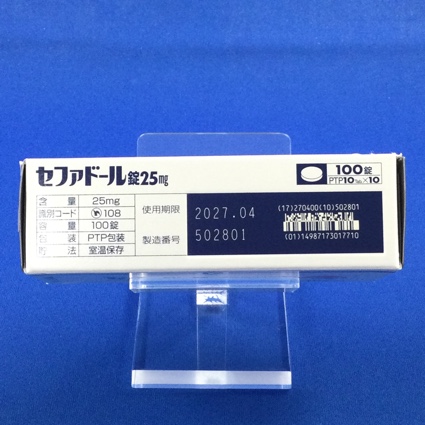 セファドール錠25mg
含 量 25mg
識別コード 108
容 量 100錠
包 装 PTP包装
貯 法 室温保存
使用期限 2027.04
製造番号 502801
100錠
PTP10Tab.×10
(17)270400(10)502801
(01)14987173017710